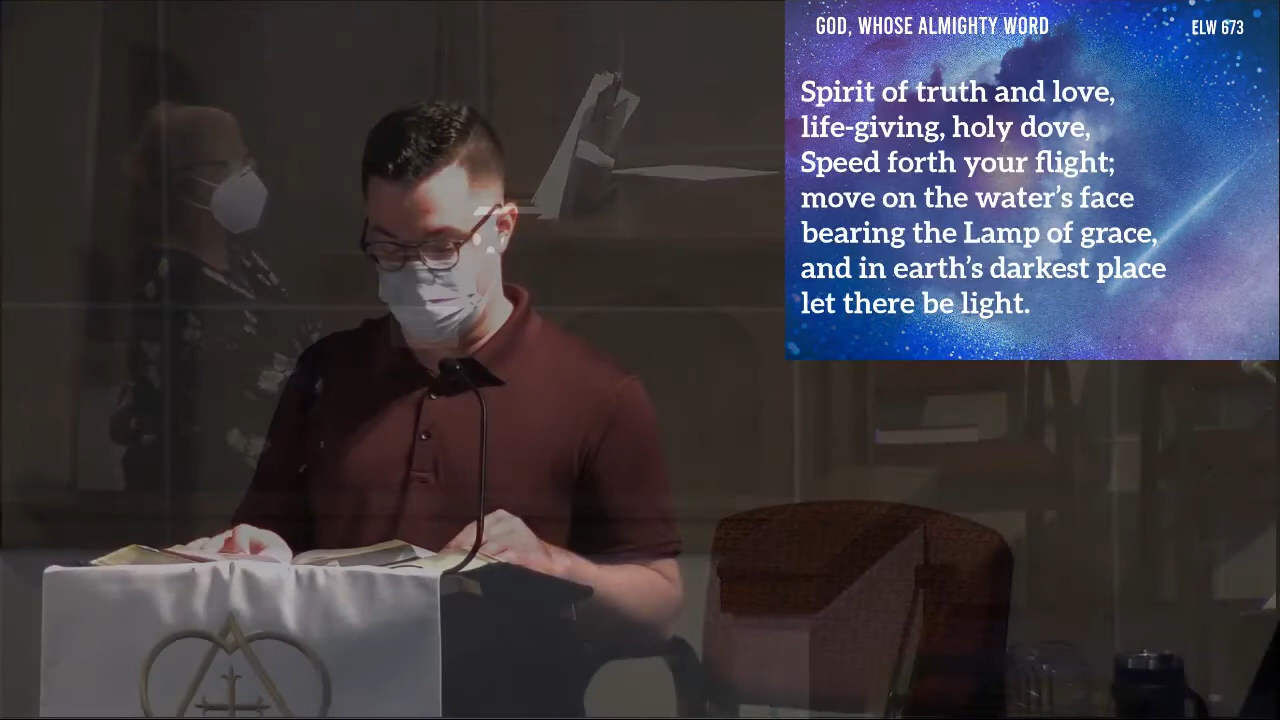 GOD, WHOSE ALMIGHTY WORD
ELW 673
Spirit of truth and love,
life-giving, holy dove,
Speed forth your flight;
move on the water's face
bearing the Lamp of grace,
and in earth's darkest place
let there be light.